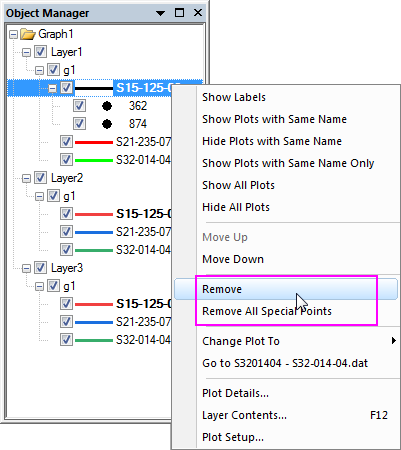 Object Manager
Graph1
Layer1
g1
S15-125-0
362
874
S21-235-07
S32-014-04
Layer2
g1
S15-125-0
S21-235-07
S32-014-04
Layer3
g1
S15-125-0
S21-235-07
S32-014-04
Show Labels
Show Plots with Same Name
Hide Plots with Same Name
Show Plots with Same Name Only
Show All Plots
Hide All Plots
Move Up
Move Down
Remove
Remove All Special Points
Change Plot To
Go to S3201404 - S32-014-04.dat
Plot Details...
Layer Contents... F12
Plot Setup...